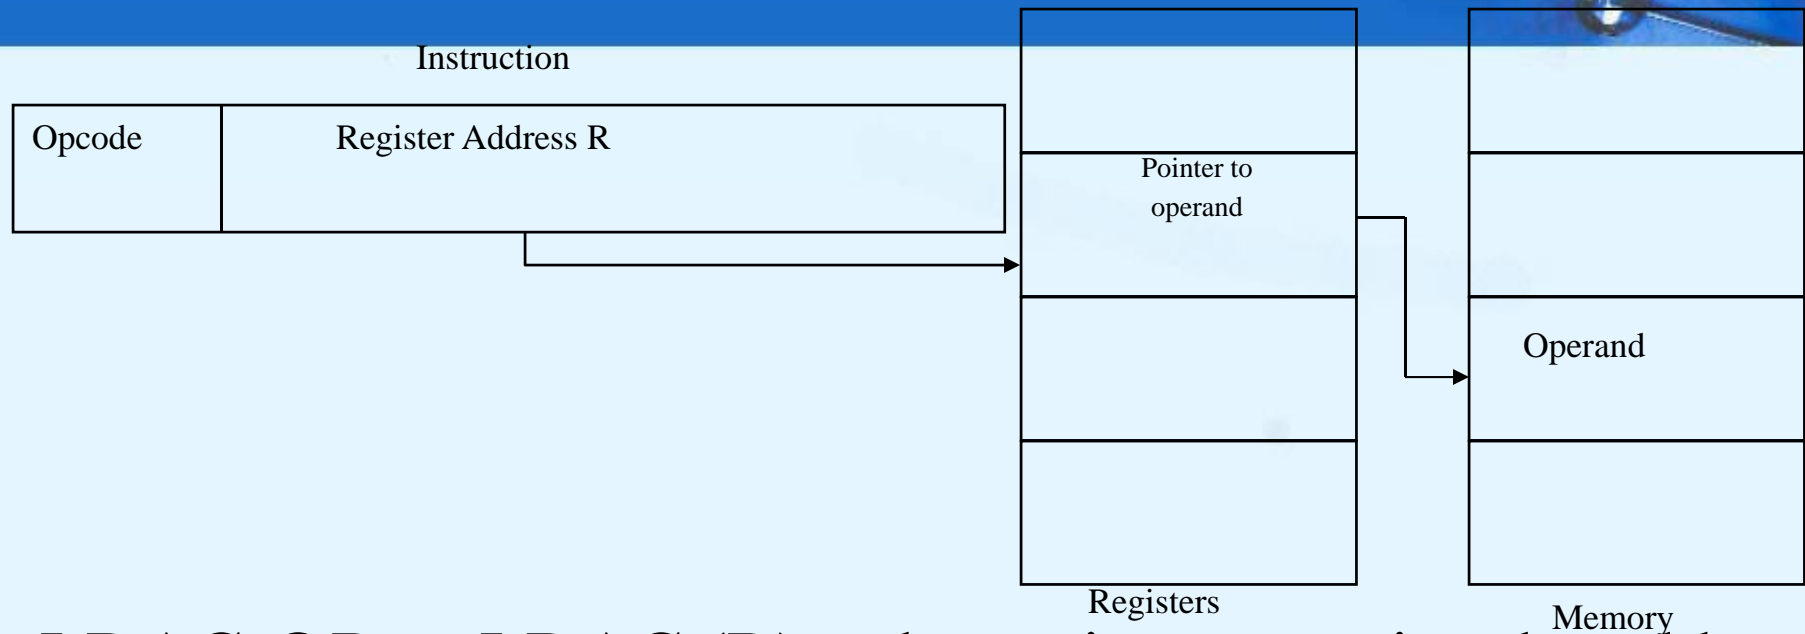 Instruction
Opcode
Register Address R
Pointer to
operand
Operand
Registers
Memory